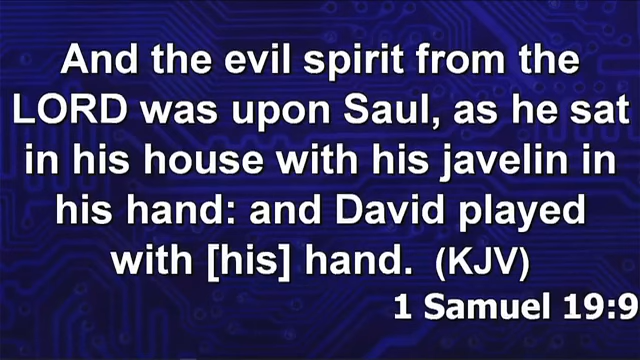 And the evil spirit from the
LORD was upon Saul, as he sat
in his house with his javelin in
his hand: and David played
with [his] hand. (KJV)
1 Samuel 19:9